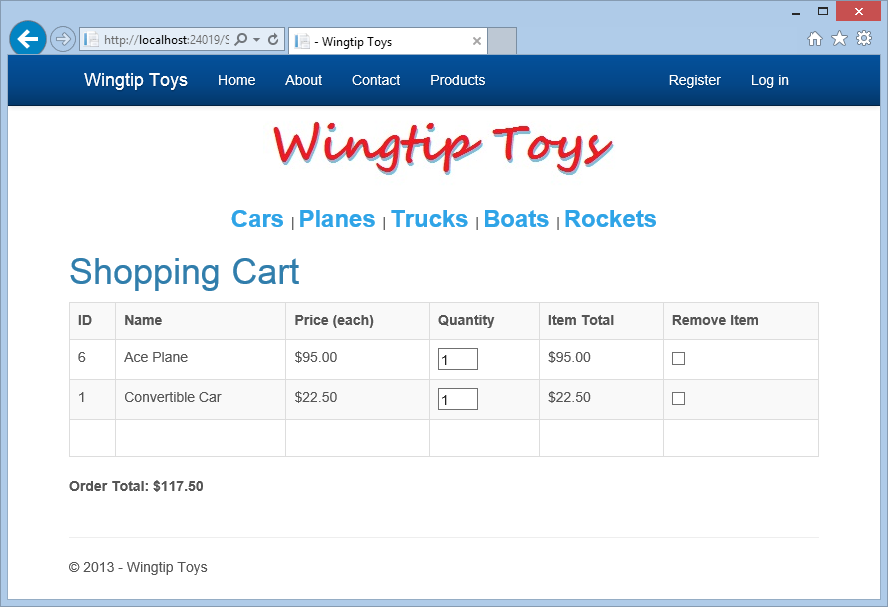 http://localhost:24019/S
- Wingtip Toys
Wingtip Toys Home About Contact Products Register Log in
Wingtip Toys
Cars | Planes | Trucks | Boats | Rockets
Shopping Cart
ID Name Price (each) Quantity Item Total Remove Item
6 Ace Plane $95.00 1 $95.00
1 Convertible Car $22.50 1 $22.50
Order Total: $117.50
© 2013 - Wingtip Toys